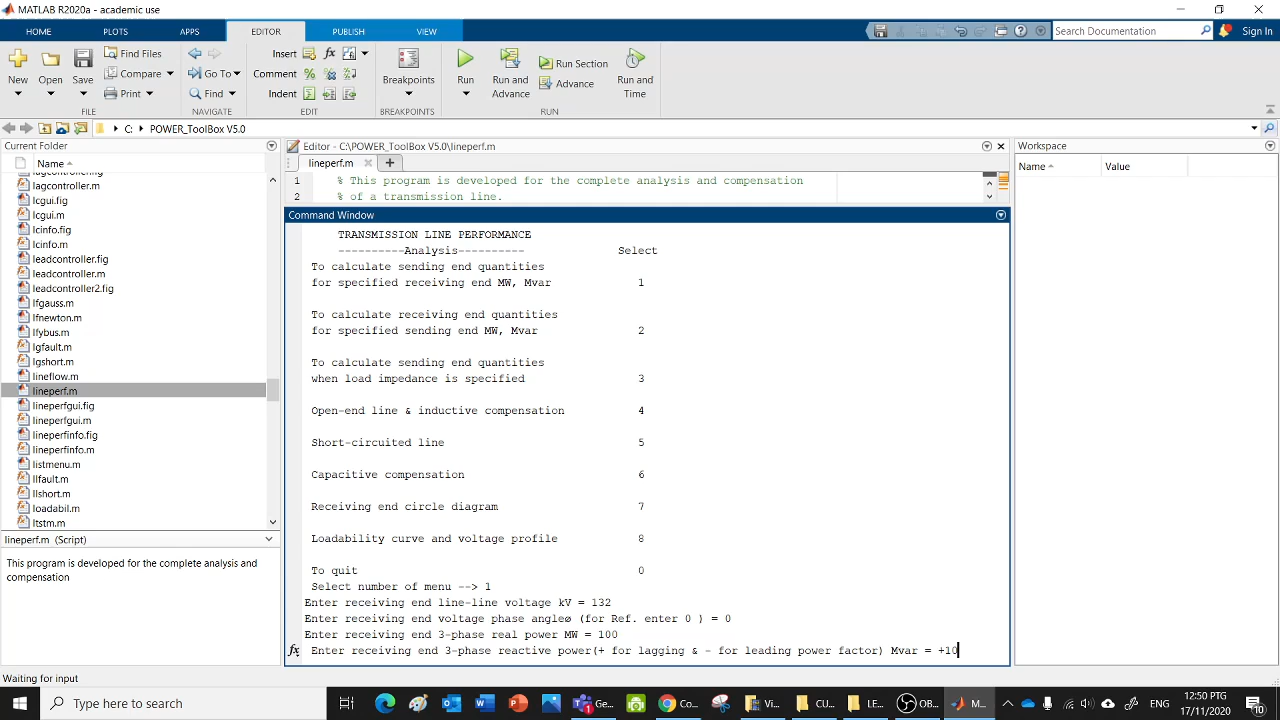 MATLAB R2020a - academic use
HOME PLOTS APPS EDITOR PUBLISH VIEW Search Documentation Sign In
New Open Save Find Files Compare Print Go To Find Insert Comment Indent Breakpoints Run Run and Advance Run Section Advance Run and Time
FILE NAVIGATE EDIT BREAKPOINTS RUN
C: POWER_ToolBox V5.0
Current Folder
Name
lagcontroller.m
lcgui.fig
lcgui.m
lcinfo.fig
lcinfo.m
leadcontroller.fig
leadcontroller.m
leadcontroller2.fig
lfgauss.m
lfnewton.m
lfybus.m
lgfault.m
lgshort.m
lineflow.m
lineperf.m
lineperfgui.fig
lineperfgui.m
lineperfinfo.fig
lineperfinfo.m
listmenu.m
llfault.m
llshort.m
loadabil.m
ltstm.m
lineperf.m (Script)
This program is developed for the complete analysis and
compensation
Editor - C:\POWER_ToolBox V5.0\lineperf.m
lineperf.m
1 % This program is developed for the complete analysis and compensation
2 % of a transmission line.
Command Window
TRANSMISSION LINE PERFORMANCE
----------Analysis---------- Select
To calculate sending end quantities
for specified receiving end MW, Mvar 1
To calculate receiving end quantities
for specified sending end MW, Mvar 2
To calculate sending end quantities
when load impedance is specified 3
Open-end line & inductive compensation 4
Short-circuited line 5
Capacitive compensation 6
Receiving end circle diagram 7
Loadability curve and voltage profile 8
To quit 0
Select number of menu --> 1
Enter receiving end line-line voltage kV = 132
Enter receiving end voltage phase angleø (for Ref. enter 0 ) = 0
Enter receiving end 3-phase real power MW = 100
fx Enter receiving end 3-phase reactive power(+ for lagging & - for leading power factor) Mvar = +10
Workspace
Name Value
Waiting for input
Type here to search
Ge...
Co...
Vi...
CU...
LE...
OB...
M...
ENG
12:50 PTG
17/11/2020